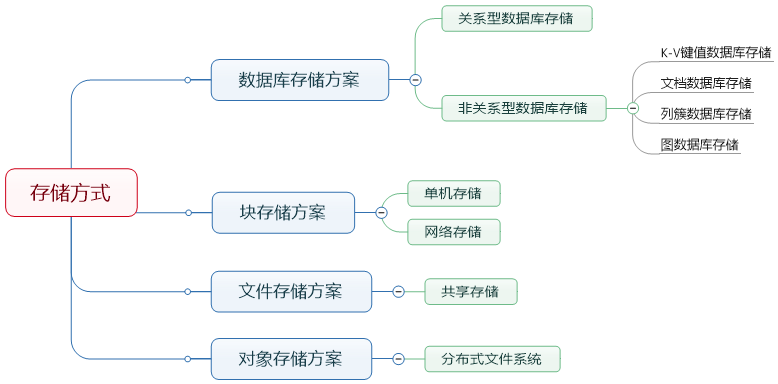 存储方式
数据库存储方案
关系型数据库存储
非关系型数据库存储
K-V键值数据库存储
文档数据库存储
列簇数据库存储
图数据库存储
块存储方案
单机存储
网络存储
文件存储方案
共享存储
对象存储方案
分布式文件系统